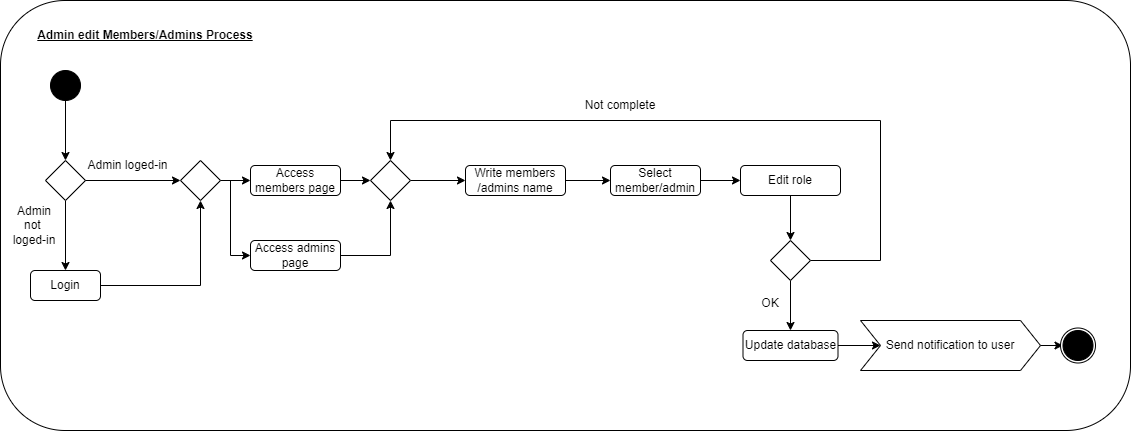 Admin edit Members/Admins Process
Not complete
Admin loged-in
Access
members page
Write members
/admins name
Select
member/admin
Edit role
Admin
not
loged-in
Access admins
page
Login
OK
Update database
Send notification to user